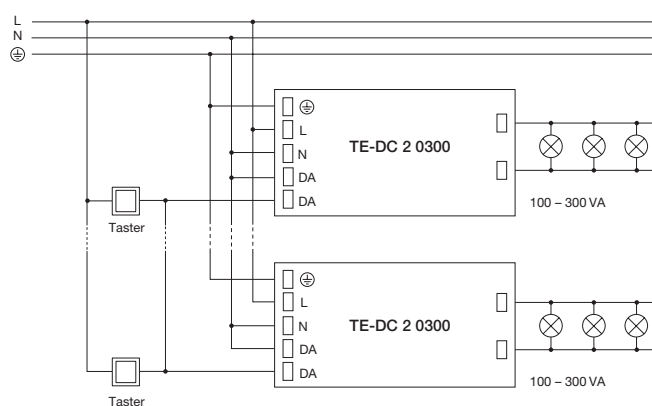 L
N
L
TE-DC 2 0300
N
DA
DA
100 – 300 VA
Taster
L
N
TE-DC 2 0300
DA
DA
100 – 300 VA
Taster